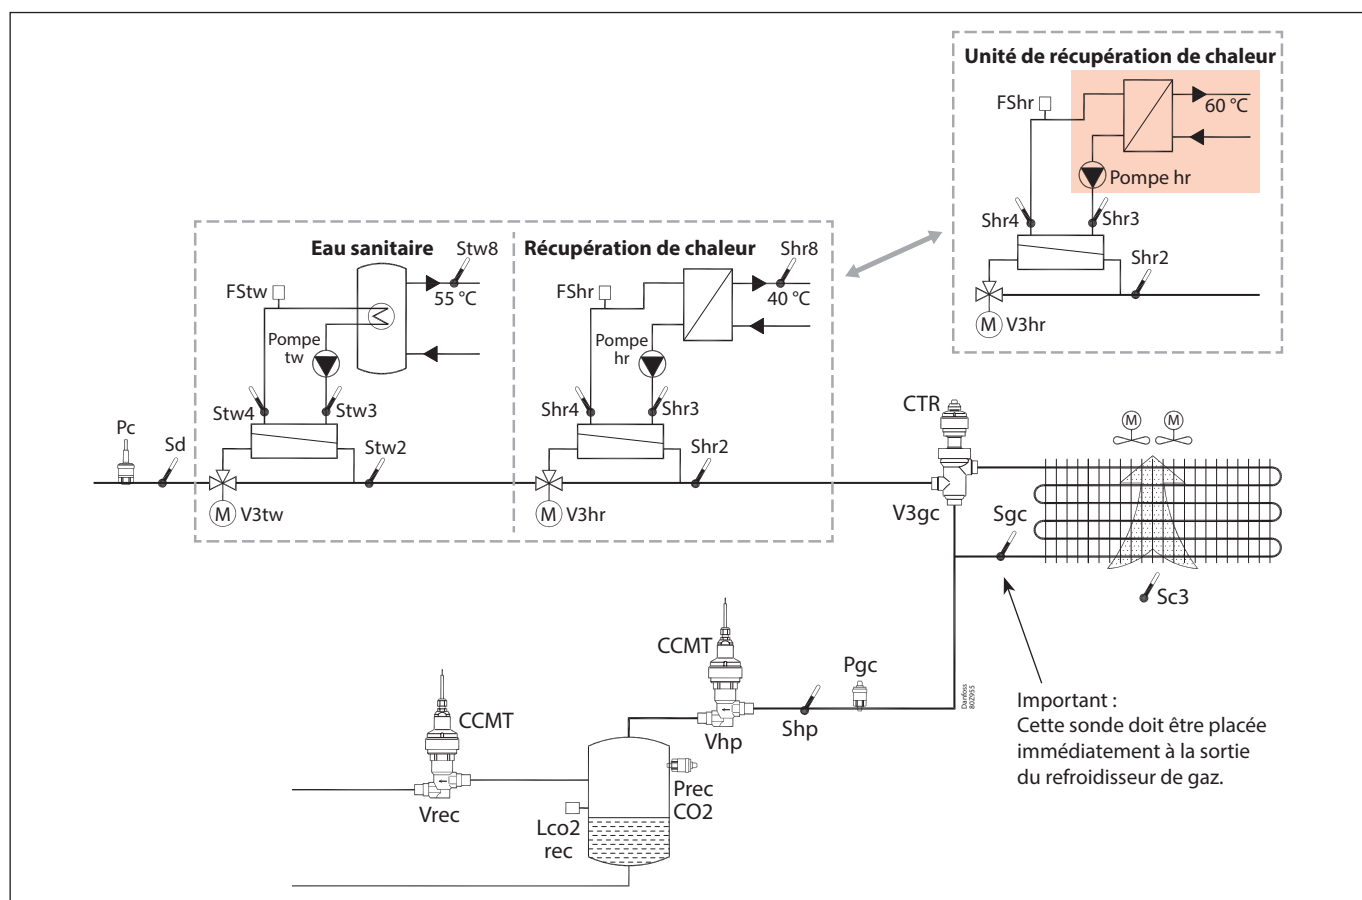 Unité de récupération de chaleur
FShr
60 °C
Pompe hr
Shr4
Shr3
Shr2
M
V3hr
Eau sanitaire
Stw8
Récupération de chaleur
Shr8
FStw
55 °C
FShr
40 °C
Pompe
tw
Pompe
hr
Stw4
Stw3
Shr4
Shr3
CTR
M
M
Pc
Sd
Stw2
Shr2
M
V3tw
M
V3hr
V3gc
Sgc
Sc3
CCMT
Pgc
Danfoss
80Z955
Important :
Cette sonde doit être placée
immédiatement à la sortie
du refroidisseur de gaz.
CCMT
Vhp
Shp
Vrec
Prec
CO2
Lco2
rec